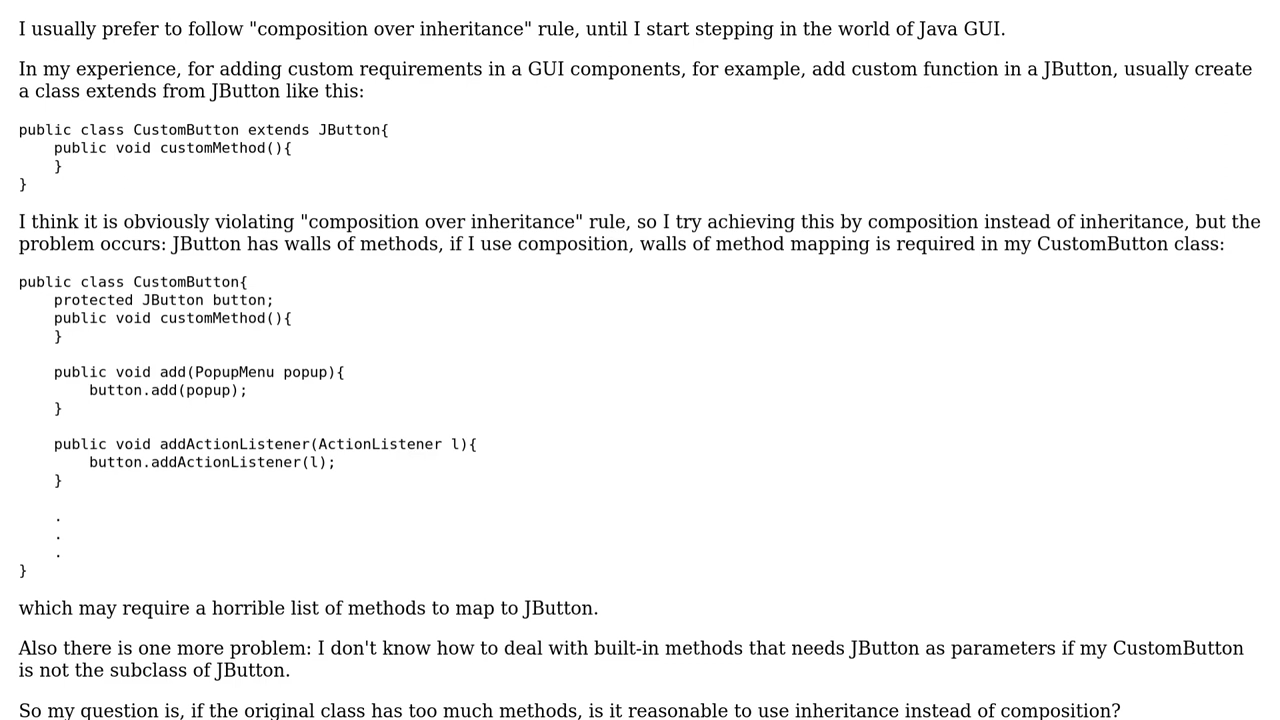 I usually prefer to follow "composition over inheritance" rule, until I start stepping in the world of Java GUI.
In my experience, for adding custom requirements in a GUI components, for example, add custom function in a JButton, usually create
a class extends from JButton like this:
public class CustomButton extends JButton{
    public void customMethod(){
    }
}
I think it is obviously violating "composition over inheritance" rule, so I try achieving this by composition instead of inheritance, but the
problem occurs: JButton has walls of methods, if I use composition, walls of method mapping is required in my CustomButton class:
public class CustomButton{
    protected JButton button;
    public void customMethod(){
    }
    public void add(PopupMenu popup){
        button.add(popup);
    }
    public void addActionListener(ActionListener l){
        button.addActionListener(l);
    }
    .
    .
    .
}
which may require a horrible list of methods to map to JButton.
Also there is one more problem: I don't know how to deal with built-in methods that needs JButton as parameters if my CustomButton
is not the subclass of JButton.
So my question is, if the original class has too much methods, is it reasonable to use inheritance instead of composition?